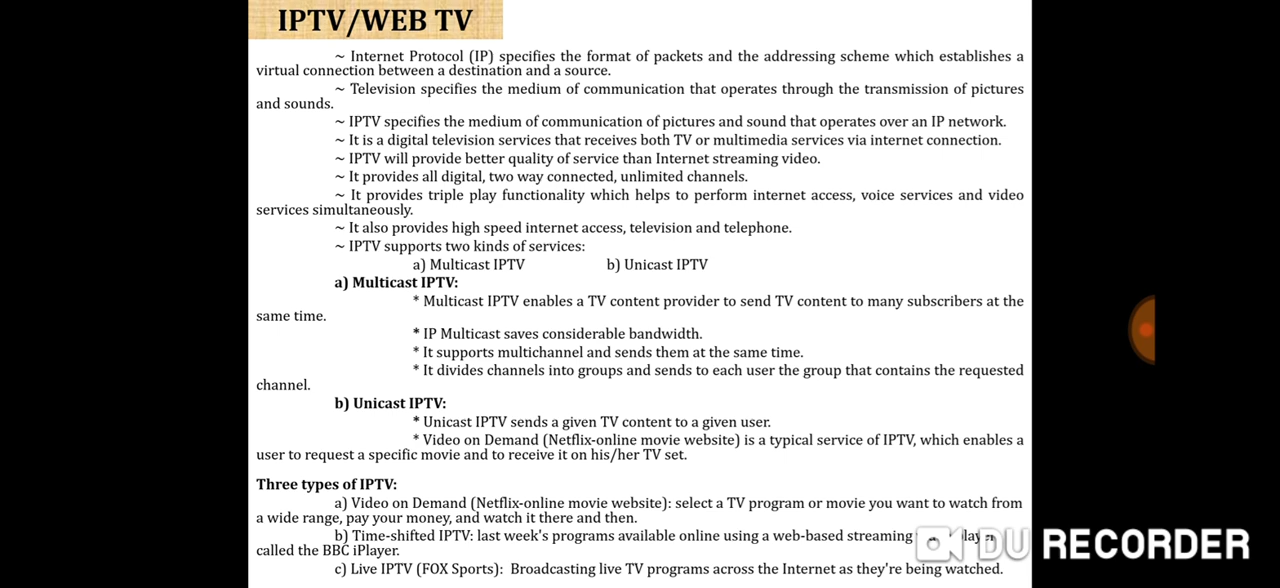 IPTV/WEB TV
~ Internet Protocol (IP) specifies the format of packets and the addressing scheme which establishes a
virtual connection between a destination and a source.
~ Television specifies the medium of communication that operates through the transmission of pictures
and sounds.
~ IPTV specifies the medium of communication of pictures and sound that operates over an IP network.
~ It is a digital television services that receives both TV or multimedia services via internet connection.
~ IPTV will provide better quality of service than Internet streaming video.
~ It provides all digital, two way connected, unlimited channels.
~ It provides triple play functionality which helps to perform internet access, voice services and video
services simultaneously.
~ It also provides high speed internet access, television and telephone.
~ IPTV supports two kinds of services:
a) Multicast IPTV b) Unicast IPTV
a) Multicast IPTV:
* Multicast IPTV enables a TV content provider to send TV content to many subscribers at the
same time.
* IP Multicast saves considerable bandwidth.
* It supports multichannel and sends them at the same time.
* It divides channels into groups and sends to each user the group that contains the requested
channel.
b) Unicast IPTV:
* Unicast IPTV sends a given TV content to a given user.
* Video on Demand (Netflix-online movie website) is a typical service of IPTV, which enables a
user to request a specific movie and to receive it on his/her TV set.
Three types of IPTV:
a) Video on Demand (Netflix-online movie website): select a TV program or movie you want to watch from
a wide range, pay your money, and watch it there and then.
b) Time-shifted IPTV: last week's programs available online using a web-based streaming player
called the BBC iPlayer.
DU RECORDER
c) Live IPTV (FOX Sports): Broadcasting live TV programs across the Internet as they're being watched.